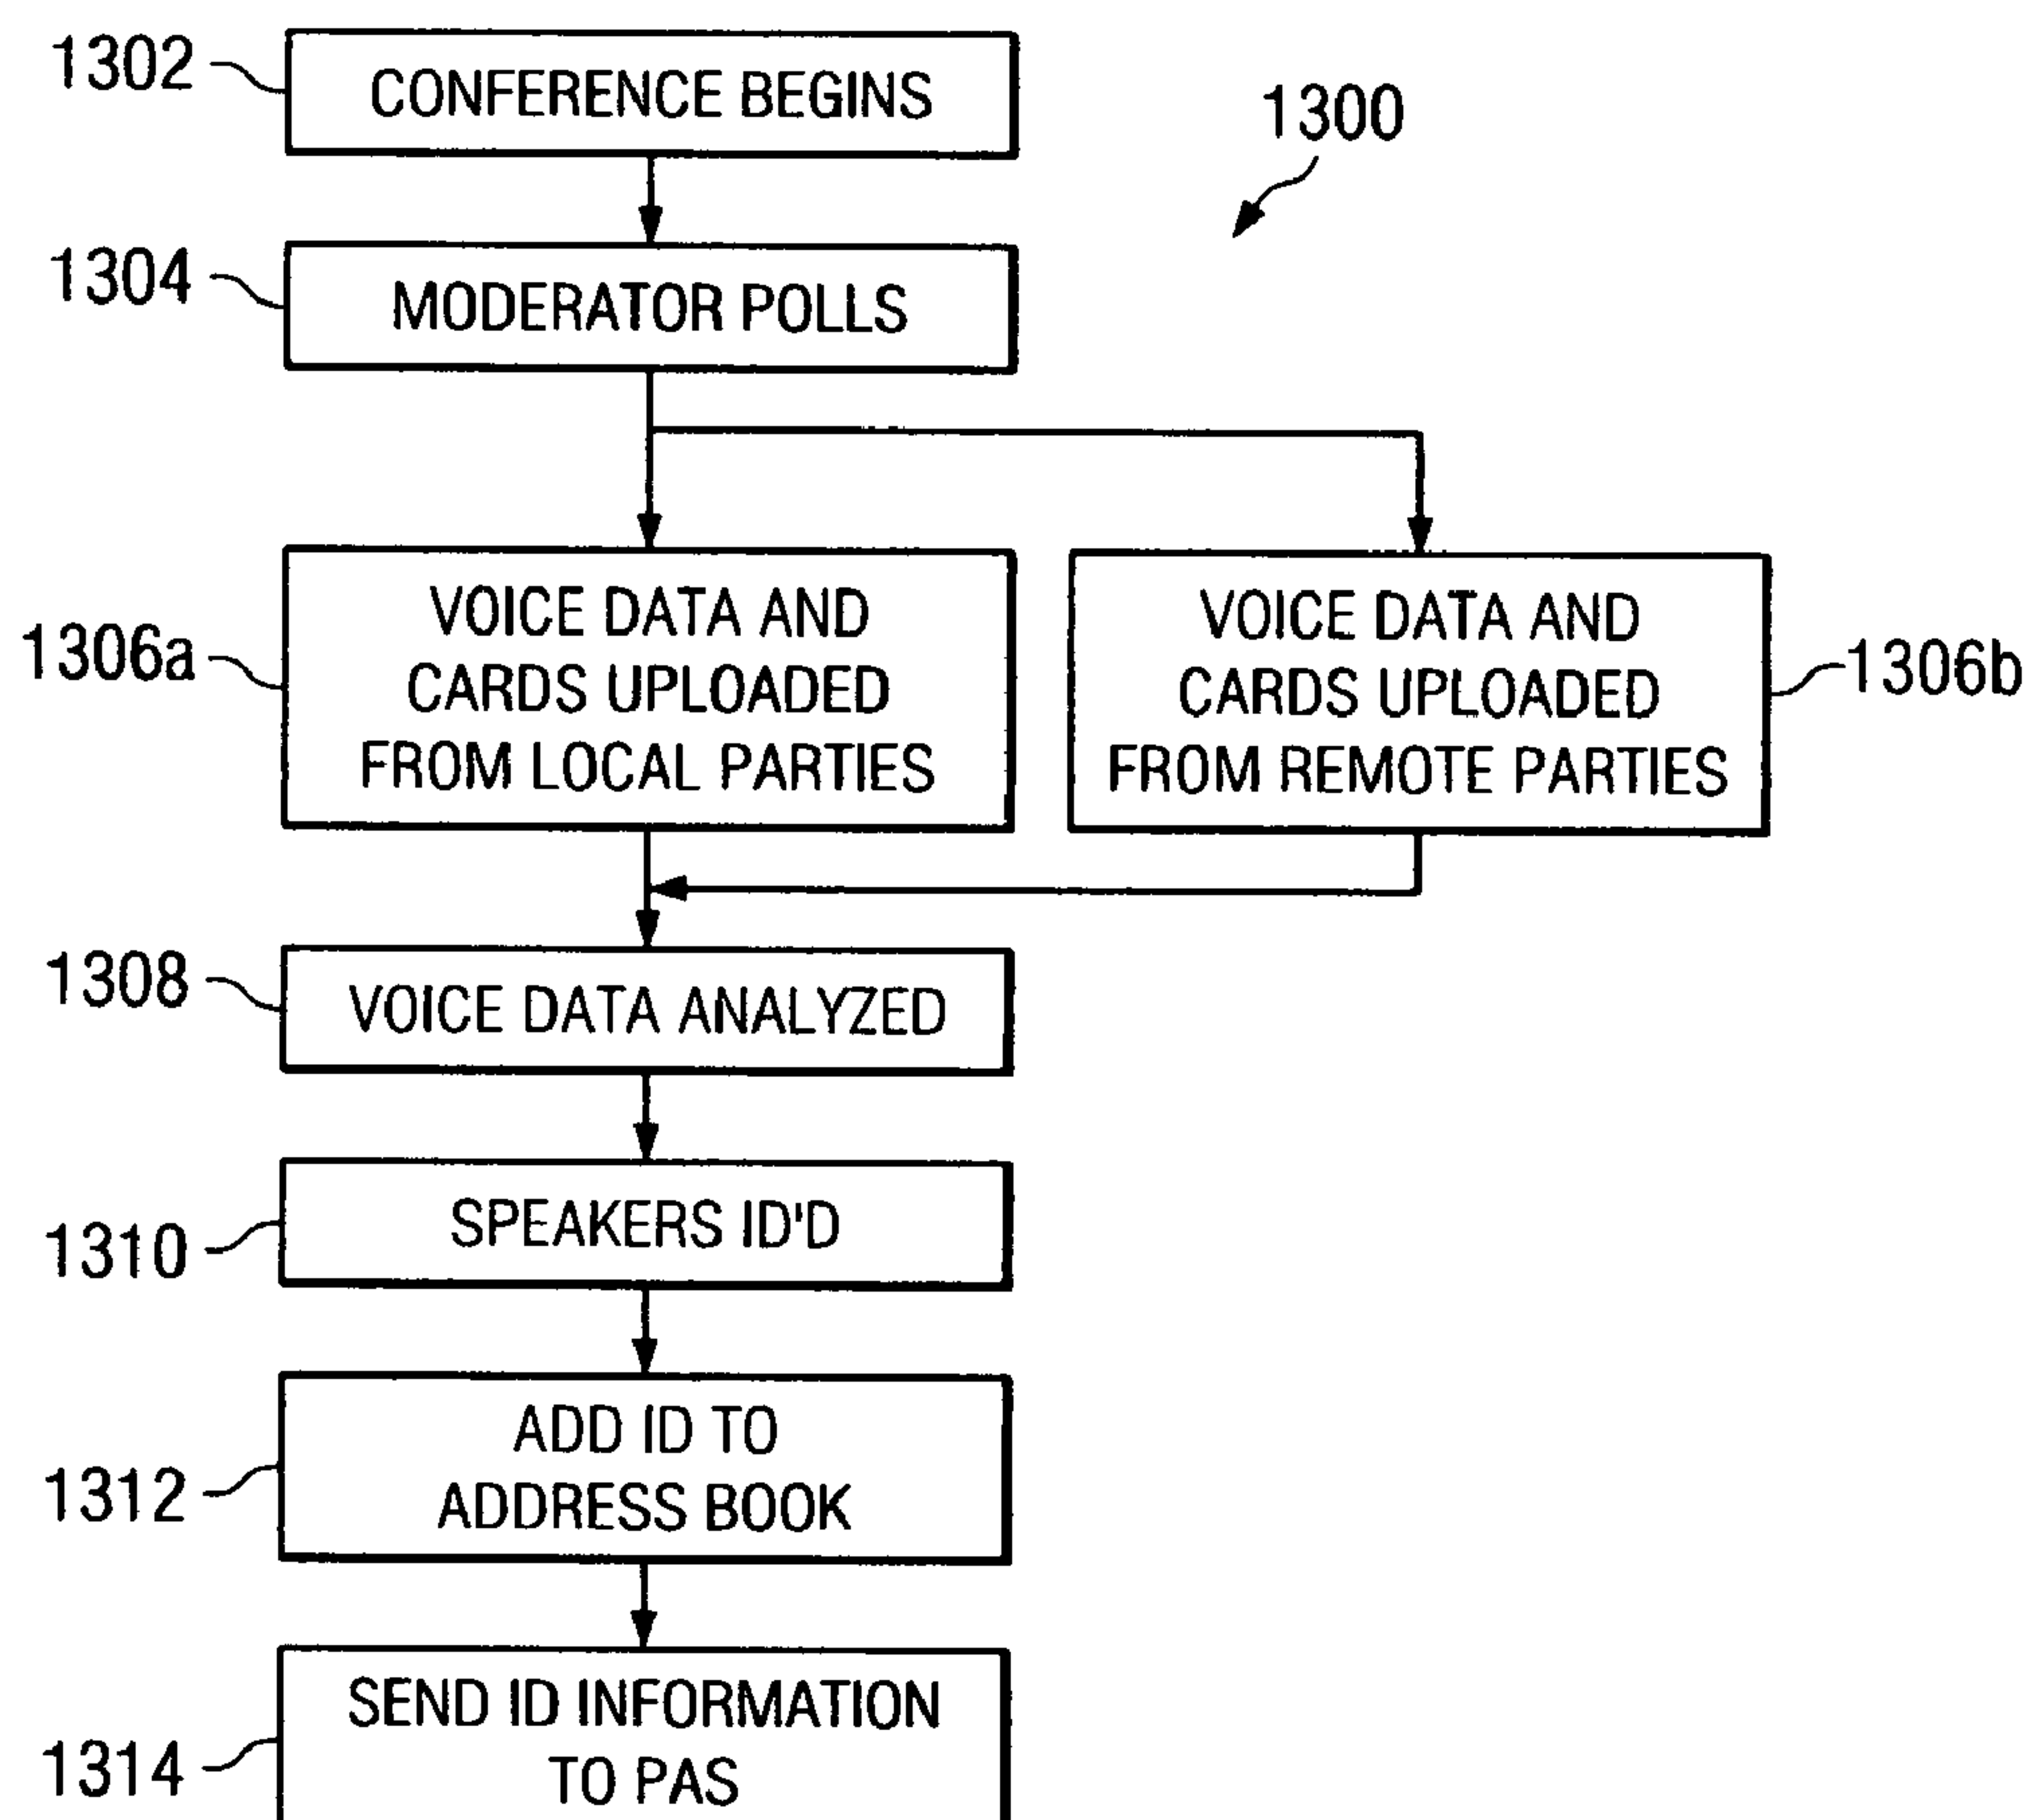 1302
CONFERENCE BEGINS
1300
1304
MODERATOR POLLS
1306a
VOICE DATA AND
CARDS UPLOADED
FROM LOCAL PARTIES
VOICE DATA AND
CARDS UPLOADED
FROM REMOTE PARTIES
1306b
1308
VOICE DATA ANALYZED
1310
SPEAKERS ID'D
1312
ADD ID TO
ADDRESS BOOK
1314
SEND ID INFORMATION
TO PAS